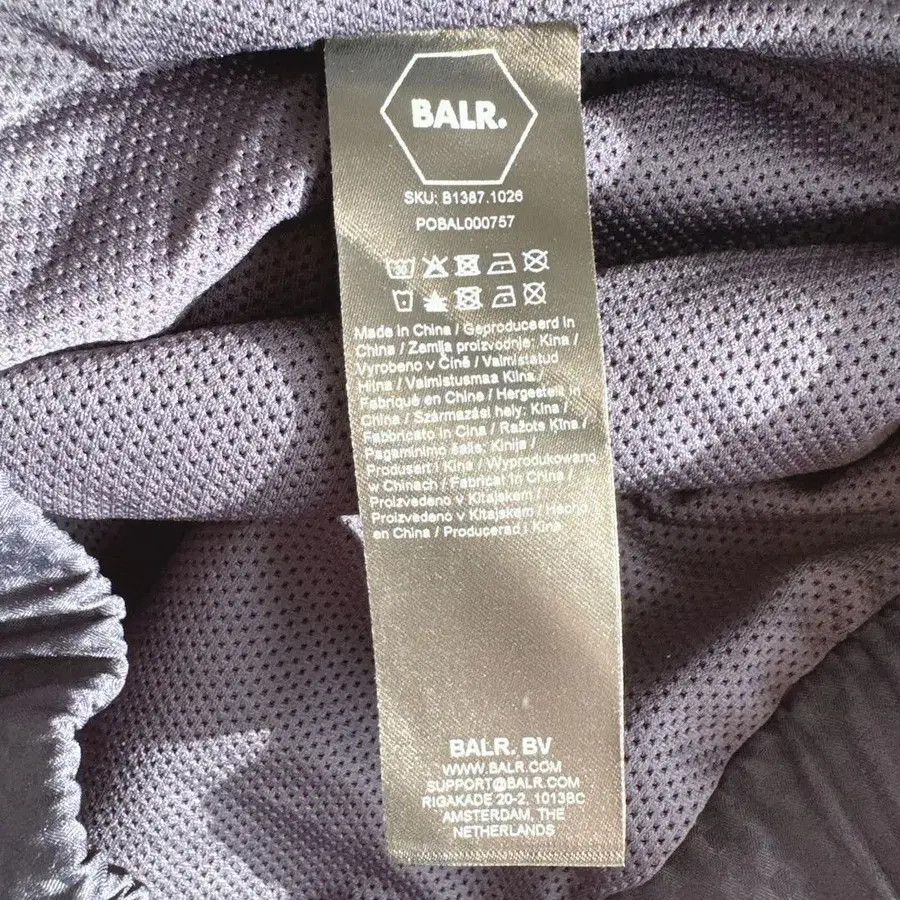 BALR.
SKU: B1387.1026
POBAL000757
Made in China / Geproduceerd in
China / Zemlja proizvodnje: Kina /
Vyrobeno v Číně / Valmistatud
Hiina / Valmistusmaa Kiina /
Fabriqué en Chine / Hergestellt in
China / Származási hely: Kína /
Fabbricato in Cina / Ražots Ķīna /
Pagaminimo šalis: Kinija /
Produsert i Kina / Wyprodukowano
w Chinach / Fabricat în China /
Proizvedeno v Kitajskem /
Proizvedeno v Kitajskem / Hecho
en China / Producerad i Kina
BALR. BV
WWW.BALR.COM
SUPPORT@BALR.COM
RIGAKADE 20-2, 1013BC
AMSTERDAM, THE
NETHERLANDS